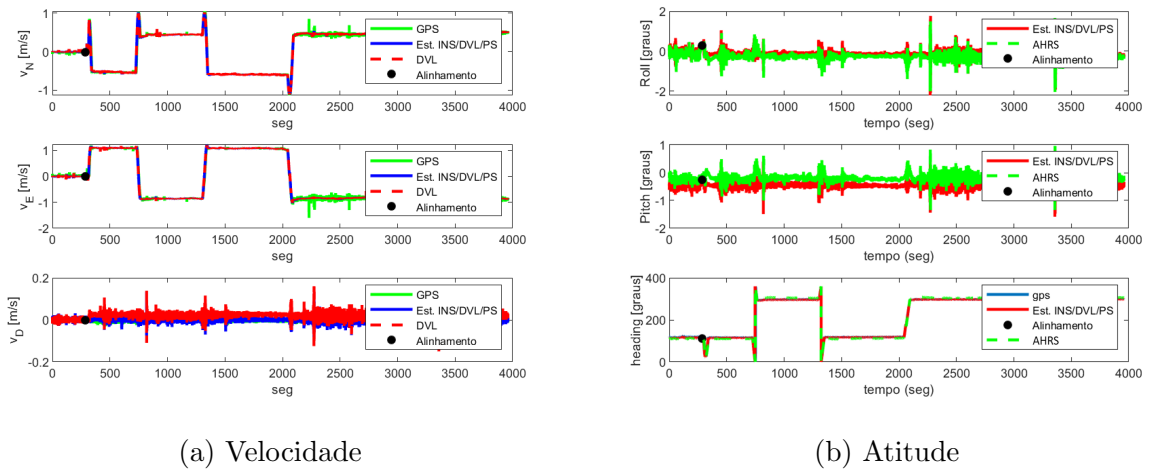 v_N [m/s]
1
0
-1
GPS
Est. INS/DVL/PS
DVL
Alinhamento
0 500 1000 1500 2000 2500 3000 3500 4000
seg
v_E [m/s]
1
0
-1
-2
GPS
Est. INS/DVL/PS
DVL
Alinhamento
0 500 1000 1500 2000 2500 3000 3500 4000
seg
v_D [m/s]
0.2
0
-0.2
GPS
Est. INS/DVL/PS
DVL
Alinhamento
0 500 1000 1500 2000 2500 3000 3500 4000
seg
(a) Velocidade
Roll (graus]
2
0
-2
Est. INS/DVL/PS
AHRS
Alinhamento
0 500 1000 1500 2000 2500 3000 3500 4000
tempo (seg)
Pitch [graus]
1
0
-1
-2
Est. INS/DVL/PS
AHRS
Alinhamento
0 500 1000 1500 2000 2500 3000 3500 4000
tempo (seg)
heading [graus]
400
200
0
gps
Est. INS/DVL/PS
Alinhamento
AHRS
0 500 1000 1500 2000 2500 3000 3500 4000
tempo (seg)
(b) Atitude